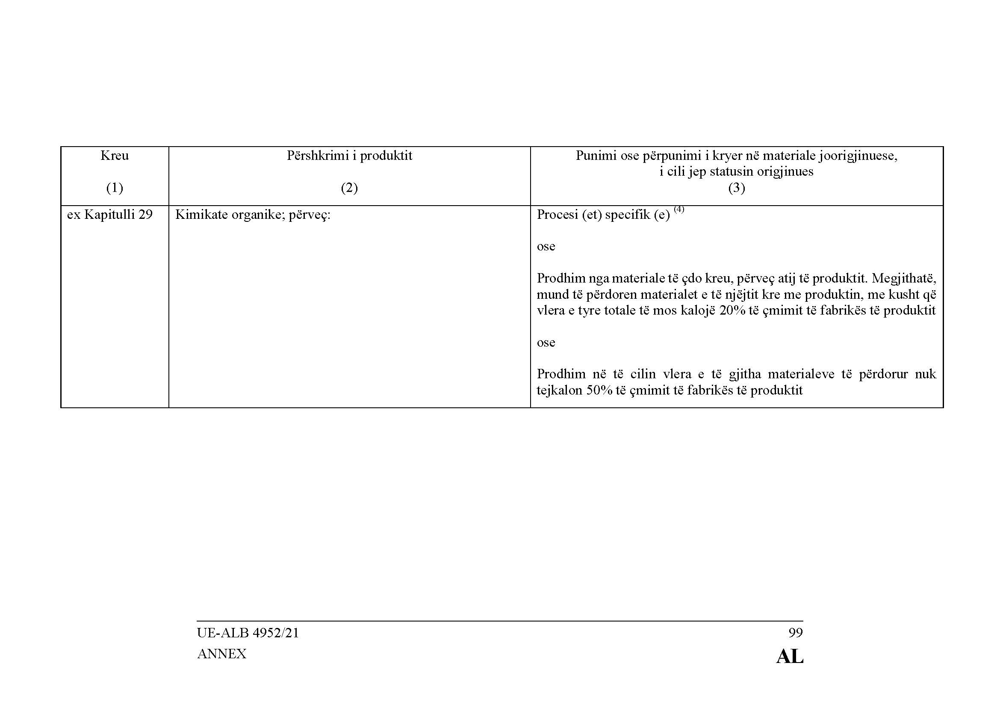 Kreu
(1)
Përshkrimi i produktit
(2)
Punimi ose përpunimi i kryer në materiale joorigjinuese,
i cili jep statusin origjinues
(3)
ex Kapitulli 29
Kimikate organike; përveç:
Procesi (et) specifik (e) (4)
ose
Prodhim nga materiale të çdo kreu, përveç atij të produktit. Megjithatë,
mund të përdoren materialet e të njëjtit kre me produktin, me kusht që
vlera e tyre totale të mos kalojë 20% të çmimit të fabrikës të produktit
ose
Prodhim në të cilin vlera e të gjitha materialeve të përdorur nuk
tejkalon 50% të çmimit të fabrikës të produktit
UE-ALB 4952/21
99
ANNEX
AL